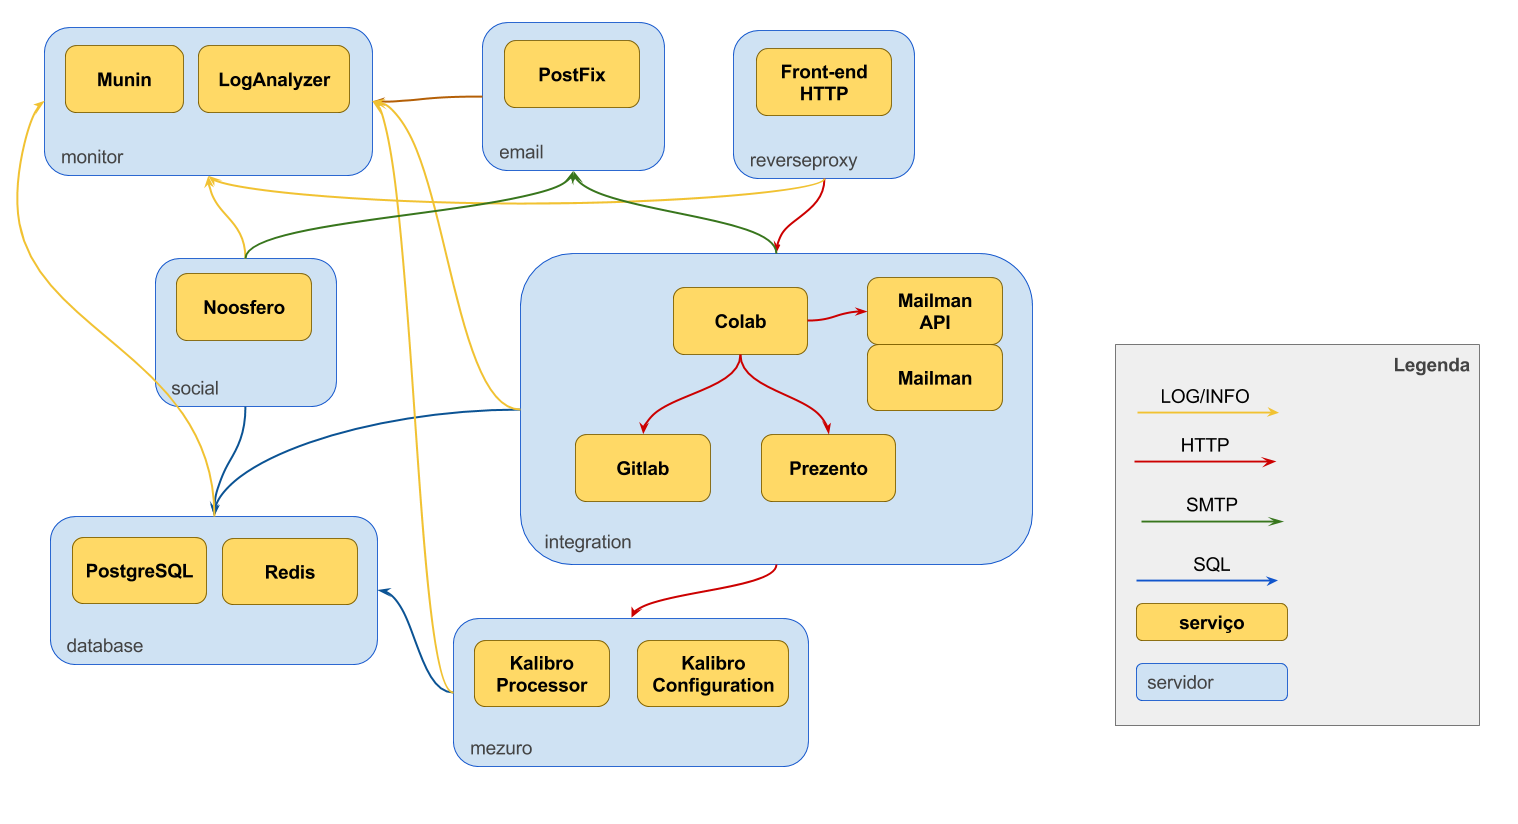 Munin
LogAnalyzer
monitor
PostFix
email
Front-end
HTTP
reverseproxy
Noosfero
social
Colab
Mailman
API
Mailman
Gitlab
Prezento
integration
PostgreSQL
Redis
database
Kalibro
Processor
Kalibro
Configuration
mezuro
Legenda
LOG/INFO
HTTP
SMTP
SQL
serviço
servidor